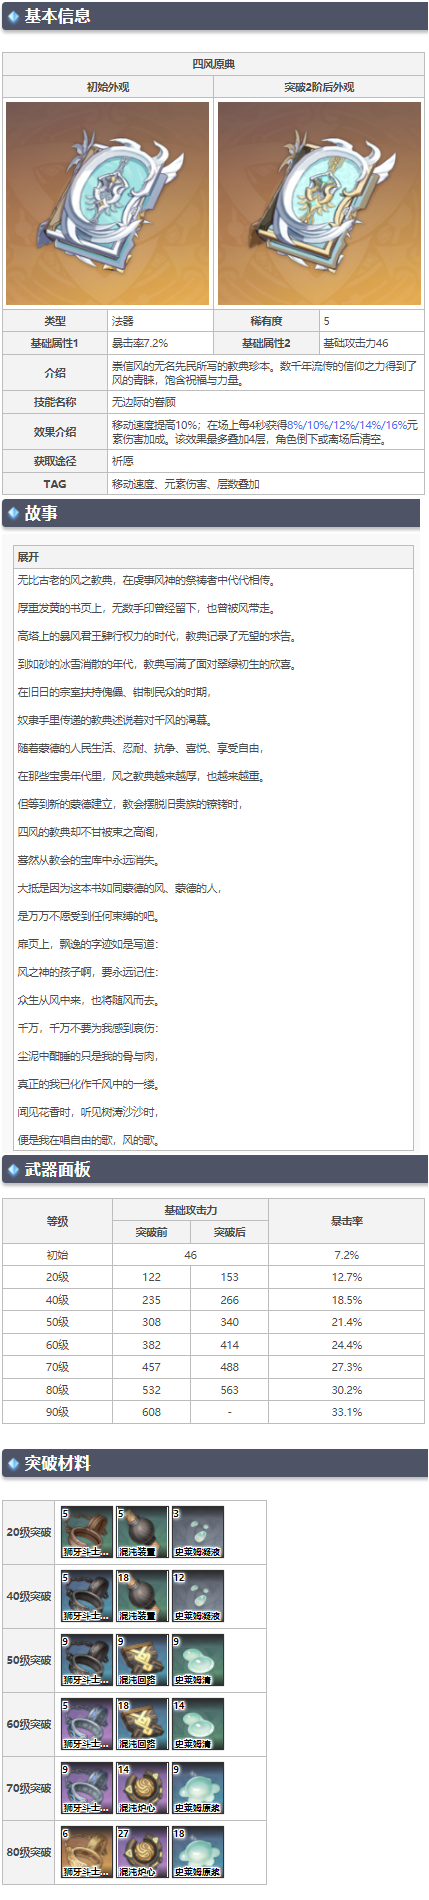 基本信息
四风原典
初始外观 突破2阶后外观
类型 法器 稀有度 5
基础属性1 暴击率7.2% 基础属性2 基础攻击力46
介绍 崇信风的无名先民所写的教典珍本。数千年流传的信仰之力得到了
风的青睐，饱含祝福与力量。
技能名称 无边际的眷顾
效果介绍 移动速度提高10%；在场上每4秒获得8%/10%/12%/14%/16%元
素伤害加成。该效果最多叠加4层，角色倒下或离场后清空。
获取途径 祈愿
TAG 移动速度、元素伤害、层数叠加
故事
展开
无比古老的风之教典，在虔事风神的祭祷者中代代相传。
厚重发黄的书页上，无数手印曾经留下，也曾被风带走。
高塔上的暴风君王肆行权力的时代，教典记录了无望的求告。
到如砂的冰雪消散的年代，教典写满了面对翠绿初生的欣喜。
在旧日的宗室扶持傀儡、钳制民众的时期，
奴隶手里传递的教典述说着对千风的渴慕。
随着蒙德的人民生活、忍耐、抗争、喜悦、享受自由，
在那些宝贵年代里，风之教典越来越厚，也越来越重。
但等到新的蒙德建立，教会摆脱旧贵族的镣铐时，
四风的教典却不甘被束之高阁，
蓦然从教会的宝库中永远消失。
大抵是因为这本书如同蒙德的风、蒙德的人，
是万万不愿受到任何束缚的吧。
扉页上，飘逸的字迹如是写道：
风之神的孩子啊，要永远记住：
众生从风中来，也将随风而去。
千万，千万不要为我感到哀伤：
尘泥中酣睡的只是我的骨与肉，
真正的我已化作千风中的一缕。
闻见花香时，听见树涛沙沙时，
便是我在唱自由的歌，风的歌。
武器面板
等级 基础攻击力 暴击率
突破前 突破后
初始 46 7.2%
20级 122 153 12.7%
40级 235 266 18.5%
50级 308 340 21.4%
60级 382 414 24.4%
70级 457 488 27.3%
80级 532 563 30.2%
90级 608 - 33.1%
突破材料
5 5 3
20级突破 狮牙斗士... 混沌装置 史莱姆凝液
5 18 12
40级突破 狮牙斗士... 混沌装置 史莱姆凝液
9 9 9
50级突破 狮牙斗士... 混沌回路 史莱姆清
5 18 14
60级突破 狮牙斗士... 混沌回路 史莱姆清
9 14 9
70级突破 狮牙斗士... 混沌炉心 史莱姆原浆
6 27 18
80级突破 狮牙斗士... 混沌炉心 史莱姆原浆